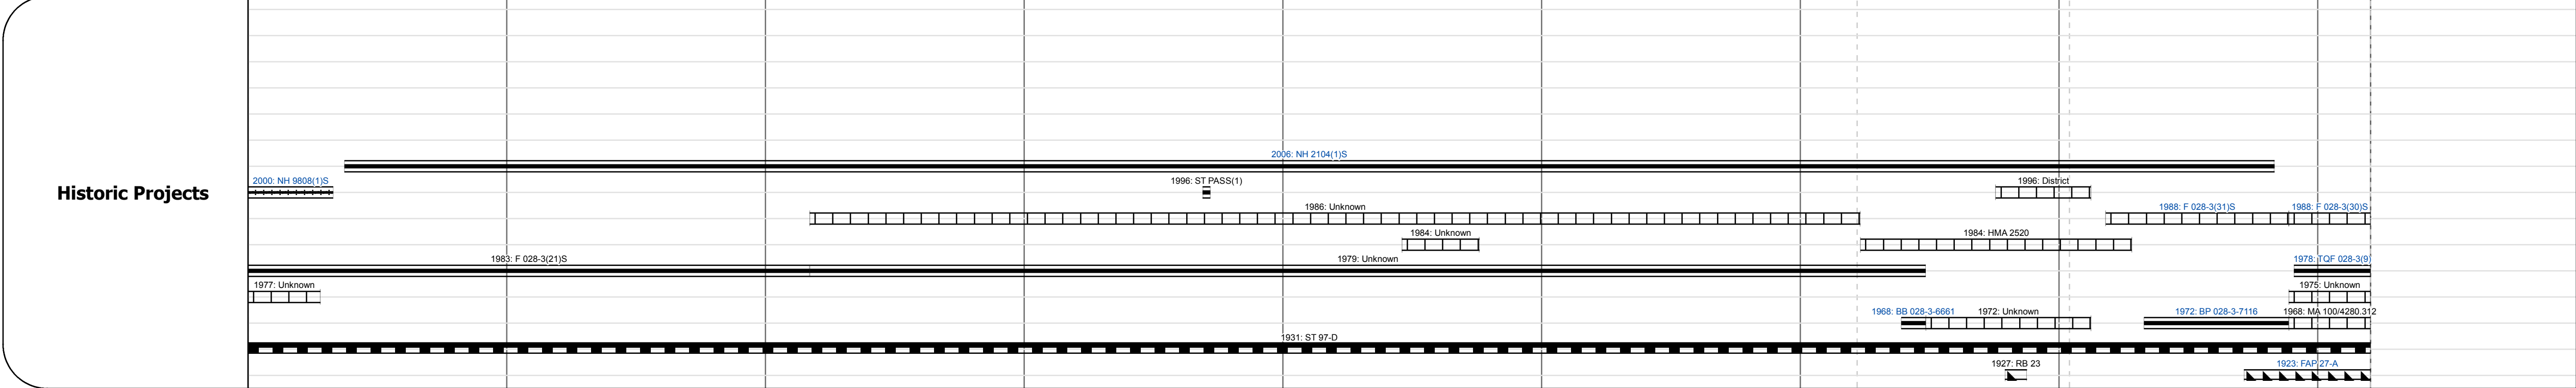 2006: NH 2104(1)S
2000: NH 9808(1)S
1996: ST PASS(1)
1996: District
Historic Projects
1986: Unknown
1988: F 028-3(31)S
1988: F 028-3(30)S
1984: Unknown
1984: HMA 2520
1983: F 028-3(21)S
1979: Unknown
1978: TQF 028-3(9)
1977: Unknown
1975: Unknown
1968: BB 028-3-6661
1972: Unknown
1972: BP 028-3-7116
1968: MA 100/4280.312
1931: ST 97-D
1927: RB 23
1923: FAP 27-A